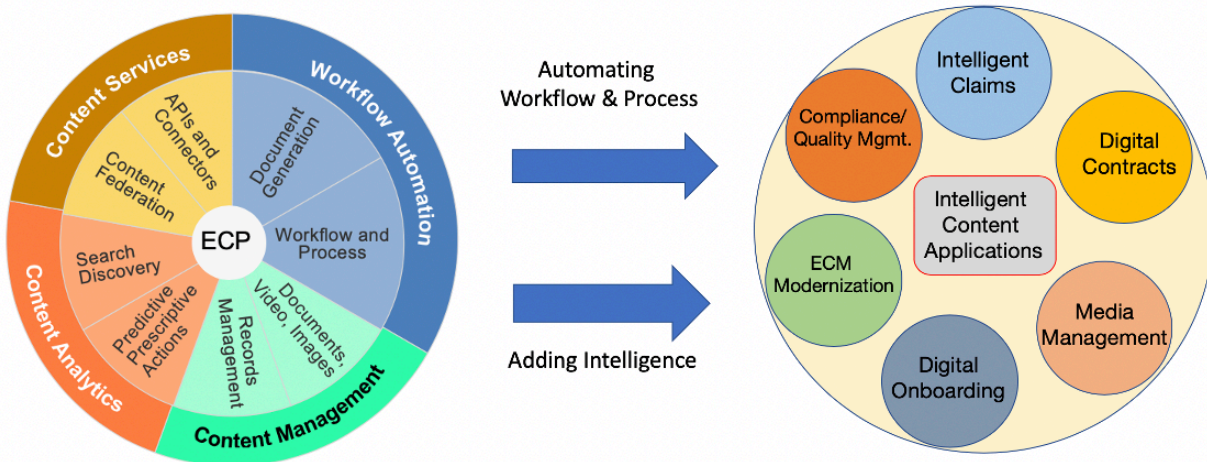 Content Services
Workflow Automation
APIs and
Connectors
Content
Federation
Document
Generation
Workflow and
Process
ECP
Search
Discovery
Predictive
Prescriptive
Actions
Records
Management
Documents,
Video, Images
Content Analytics
Content Management
Automating
Workflow & Process
Adding Intelligence
Intelligent
Claims
Compliance/
Quality Mgmt.
Digital
Contracts
Intelligent
Content
Applications
ECM
Modernization
Media
Management
Digital
Onboarding